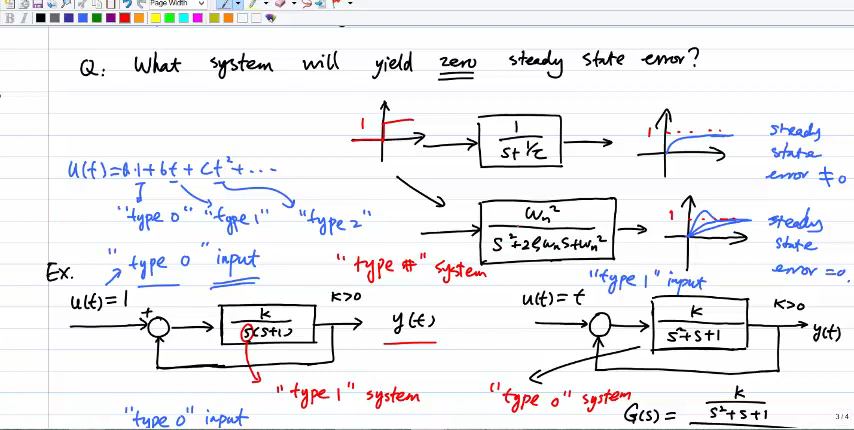 Page Width
B I
Q: What system will yield zero steady state error?
1
1
1/(s+1/τ)
steady
state
error ≠0
u(t)=a·1+bt+ct²+...
"type 0" "type 1" "type 2"
ωn²/(s²+2ζωns+ωn²)
1
steady
state
error =0.
"type #" system
Ex.
"type 0" input
"type 1" input
u(t)=1
+
k/(s(s+1))
k>0
y(t)
u(t)=t
k/(s²+s+1)
k>0
y(t)
"type 1" system
"type 0" system
"type 0" input
G(s)= k/(s²+s+1)
3/4